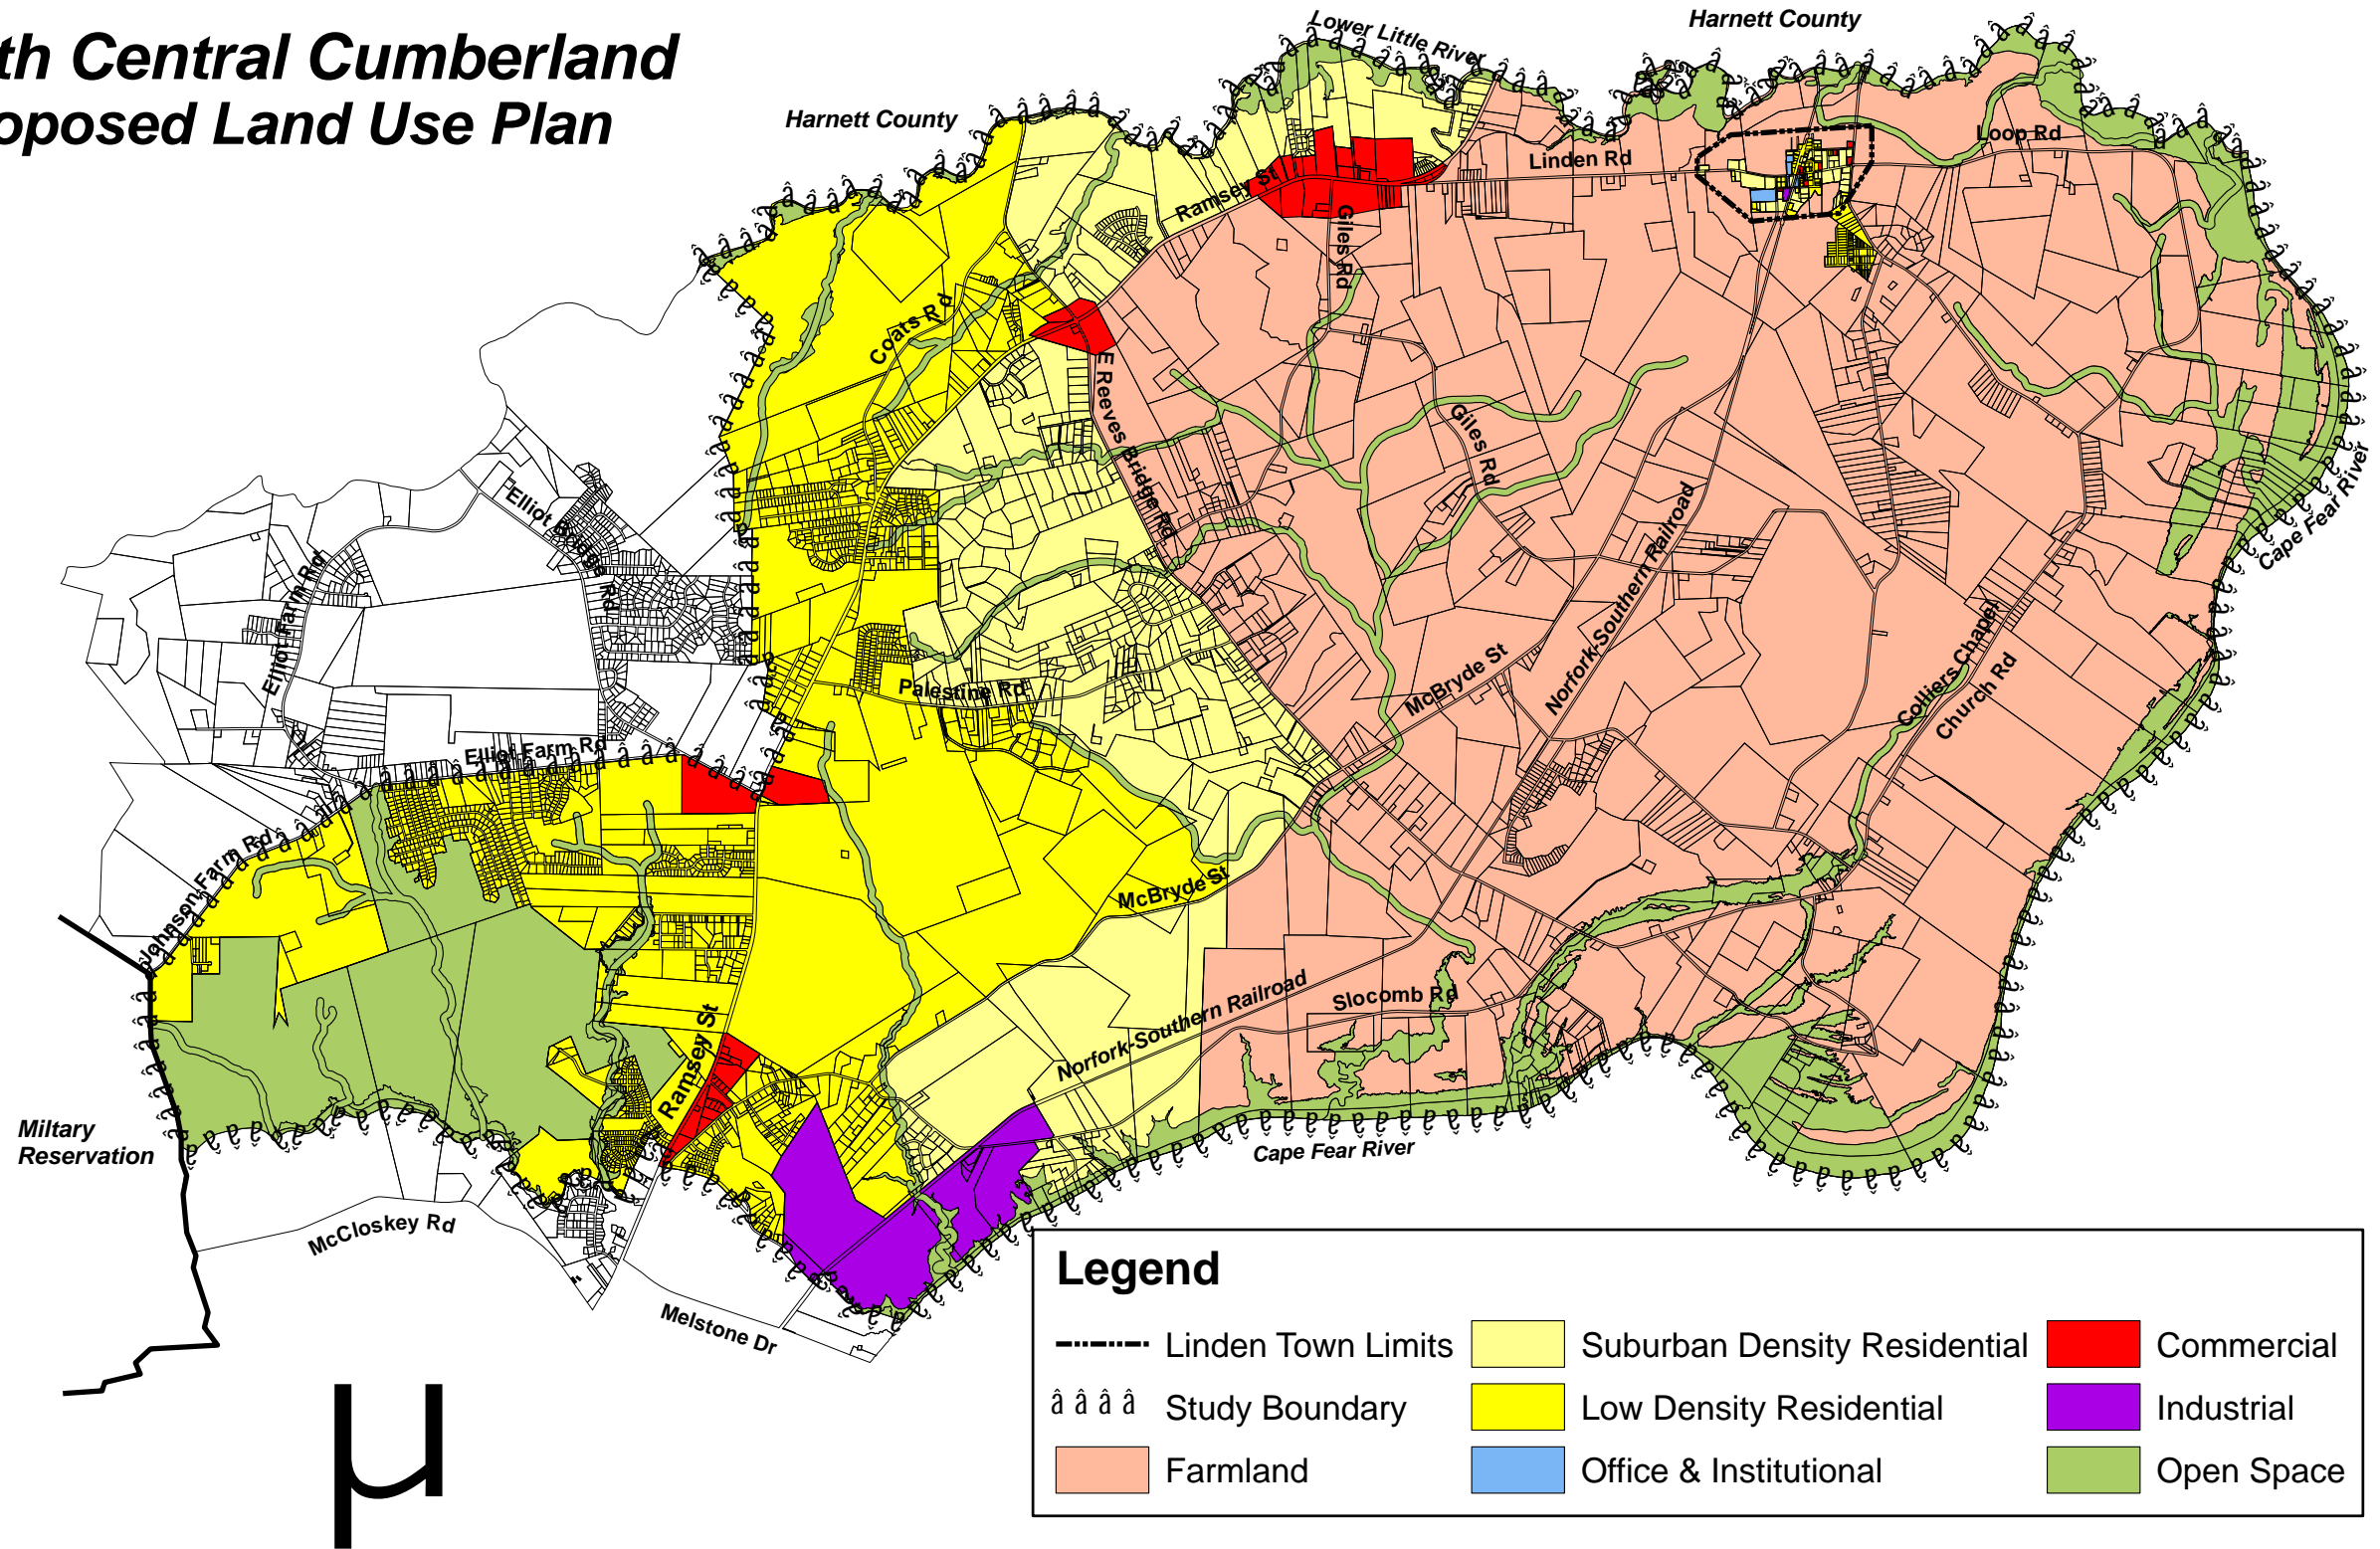 th Central Cumberland
oposed Land Use Plan
Harnett County
Lower Little River
Harnett County
Loop Rd
Linden Rd
Ramsey St
Giles Rd
Coats Rd
E Reeves Bridge Rd
Giles Rd
Elliot Bridge Rd
Elliot Farm Rd
Norfork-Southern Railroad
Cape Fear River
McBryde St
Colliers Chapel
Church Rd
Palestine Rd
Elliot Farm Rd
Johnson Farm Rd
McBryde St
Norfork-Southern Railroad
Slocomb Rd
Ramsey St
Cape Fear River
Miltary
Reservation
McCloskey Rd
Melstone Dr
Legend
Linden Town Limits
Suburban Density Residential
Commercial
â â â â
Study Boundary
Low Density Residential
Industrial
Farmland
Office & Institutional
Open Space
µ